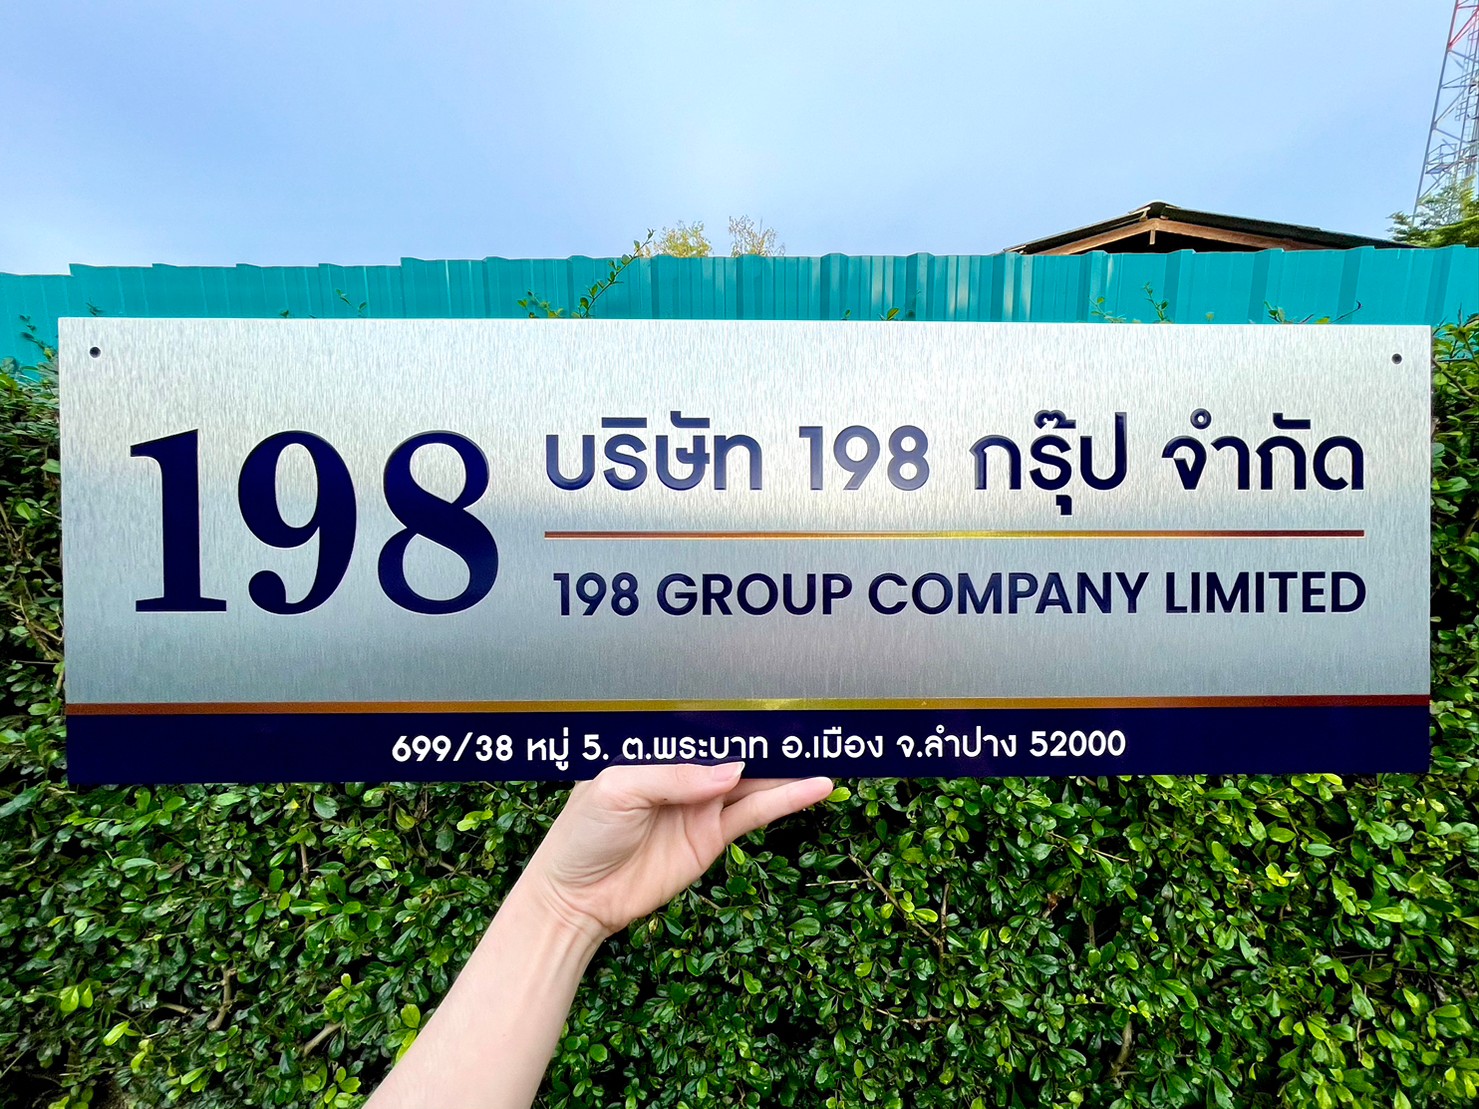 198
บริษัท 198 กรุ๊ป จำกัด
198 GROUP COMPANY LIMITED
699/38 หมู่ 5. ต.พระบาท อ.เมือง จ.ลำปาง 52000